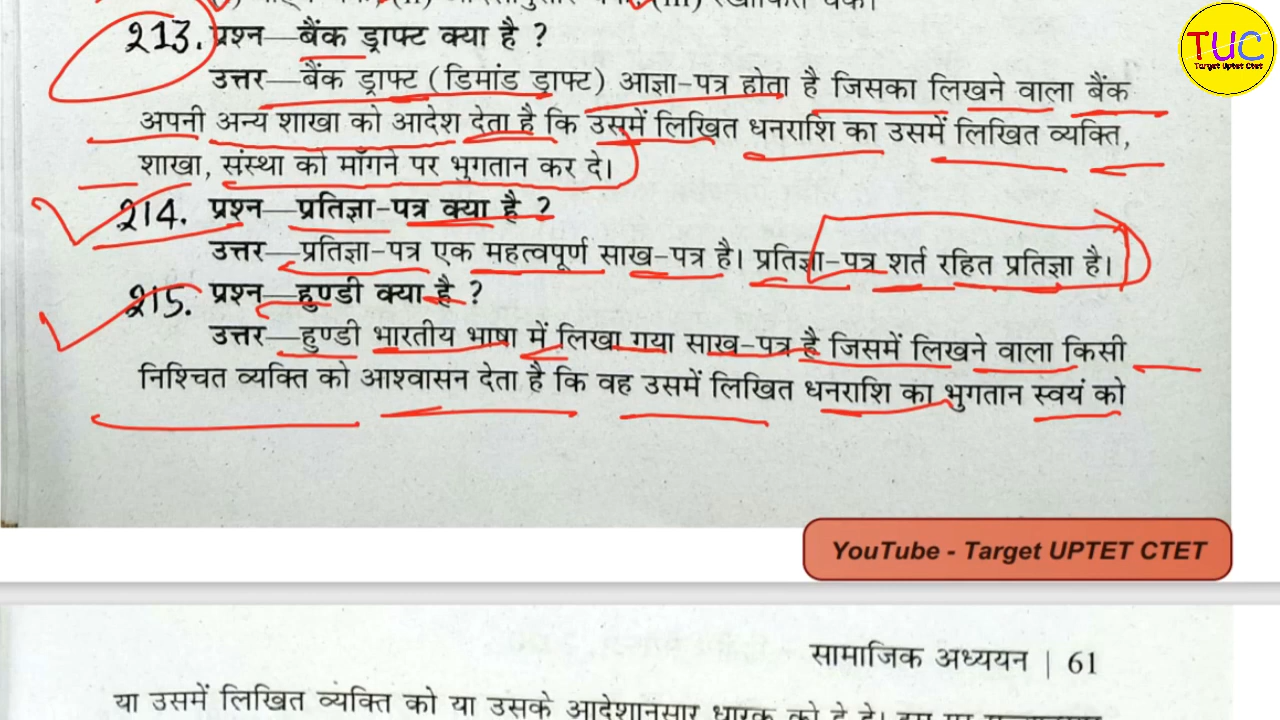 213. प्रश्न—बैंक ड्राफ्ट क्या है ?
उत्तर—बैंक ड्राफ्ट (डिमांड ड्राफ्ट) आज्ञा-पत्र होता है जिसका लिखने वाला बैंक
अपनी अन्य शाखा को आदेश देता है कि उसमें लिखित धनराशि का उसमें लिखित व्यक्ति,
शाखा, संस्था को माँगने पर भुगतान कर दे।
214. प्रश्न—प्रतिज्ञा-पत्र क्या है ?
उत्तर—प्रतिज्ञा-पत्र एक महत्वपूर्ण साख-पत्र है। प्रतिज्ञा-पत्र शर्त रहित प्रतिज्ञा है।
215. प्रश्न—हुण्डी क्या है ?
उत्तर—हुण्डी भारतीय भाषा में लिखा गया साख-पत्र है जिसमें लिखने वाला किसी
निश्चित व्यक्ति को आश्वासन देता है कि वह उसमें लिखित धनराशि का भुगतान स्वयं को
YouTube - Target UPTET CTET
सामाजिक अध्ययन | 61
या उसमें लिखित व्यक्ति को या उसके आदेशानुसार धारक को दे दे।
TUC
Target Uptet Ctet